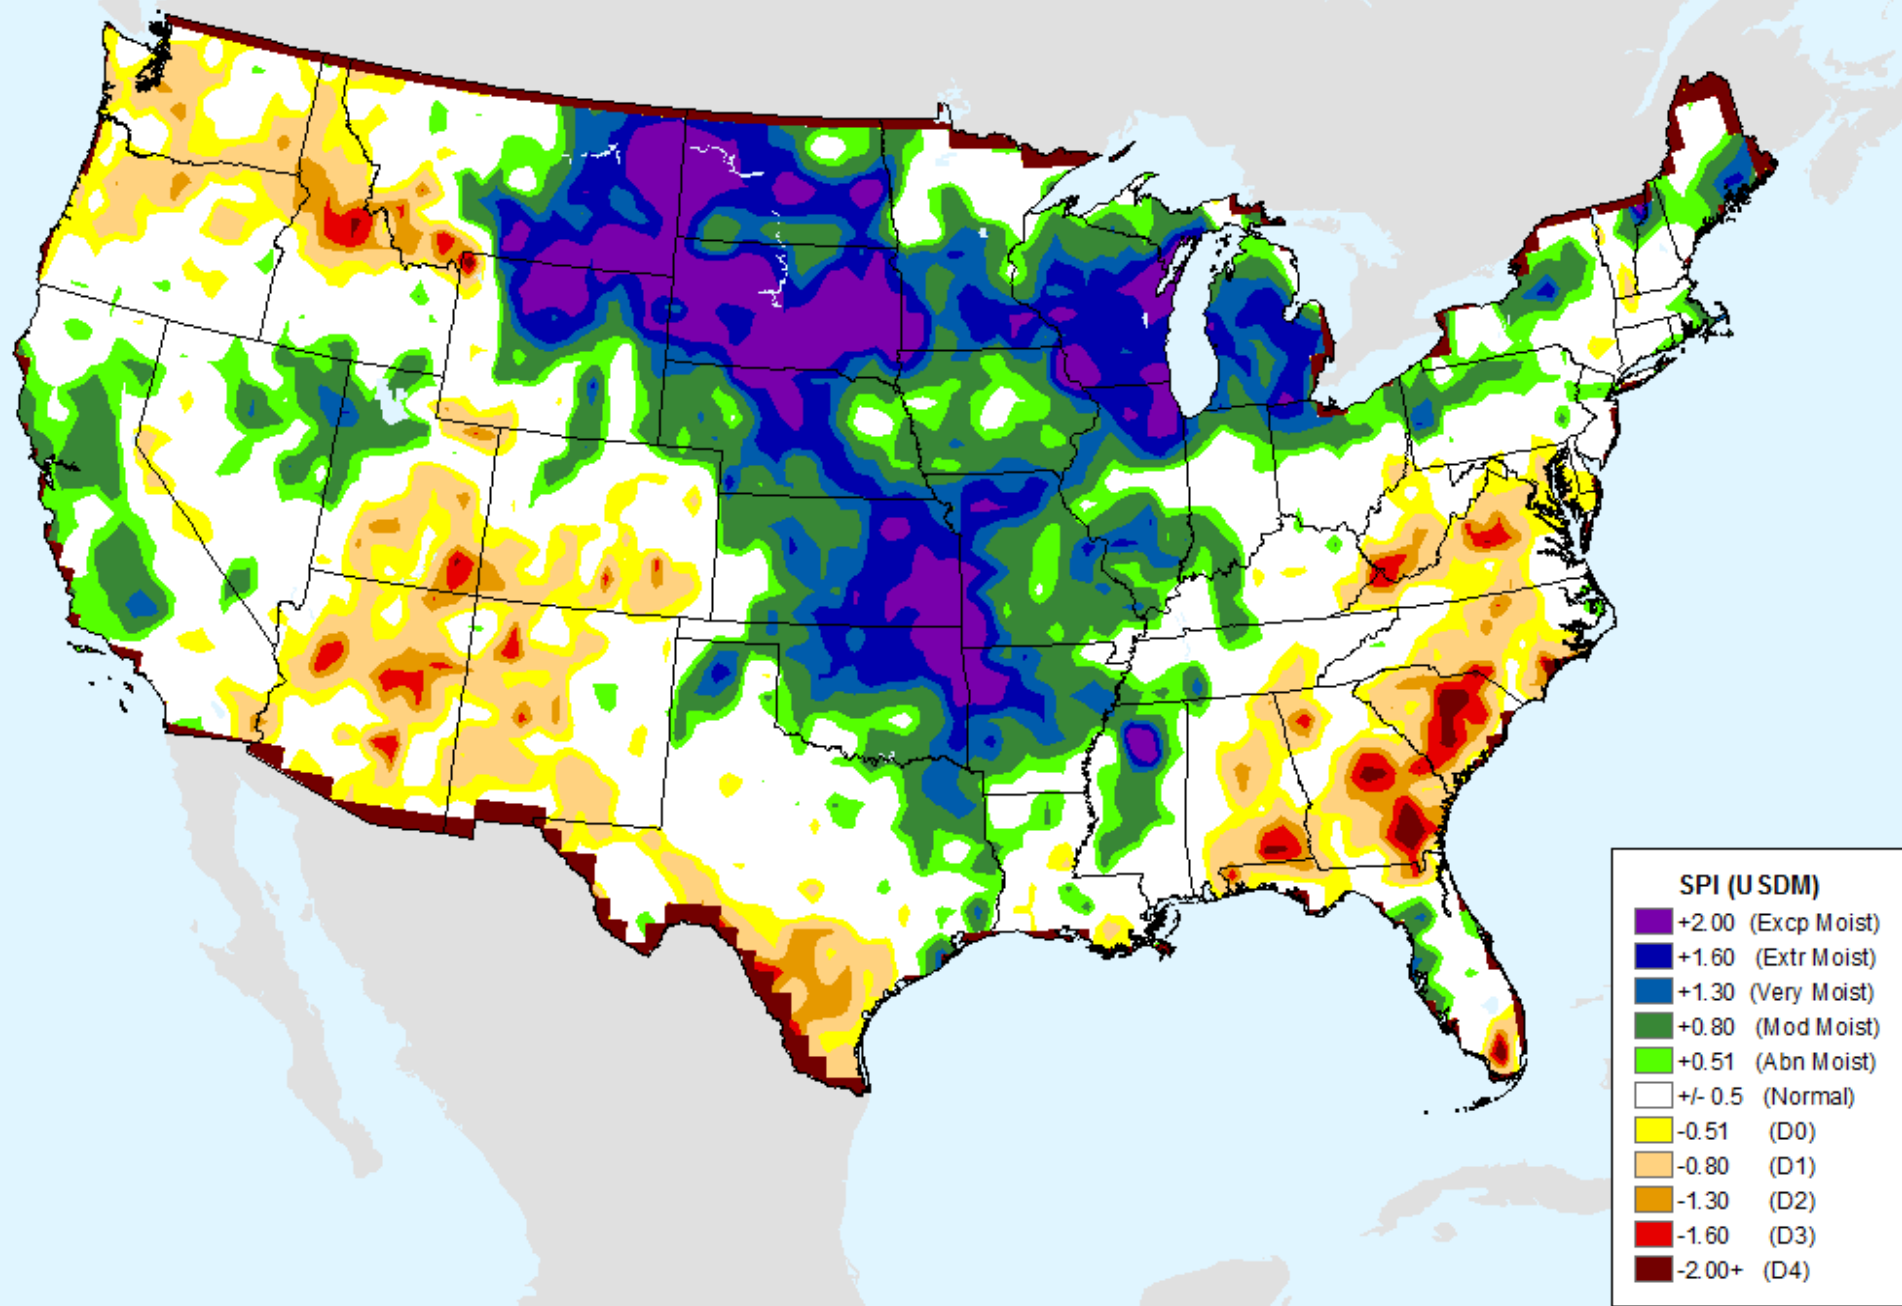 SPI (USDM)
+2.00 (Excp Moist)
+1.60 (Extr Moist)
+1.30 (Very Moist)
+0.80 (Mod Moist)
+0.51 (Abn Moist)
+/- 0.5 (Normal)
-0.51 (D0)
-0.80 (D1)
-1.30 (D2)
-1.60 (D3)
-2.00+ (D4)